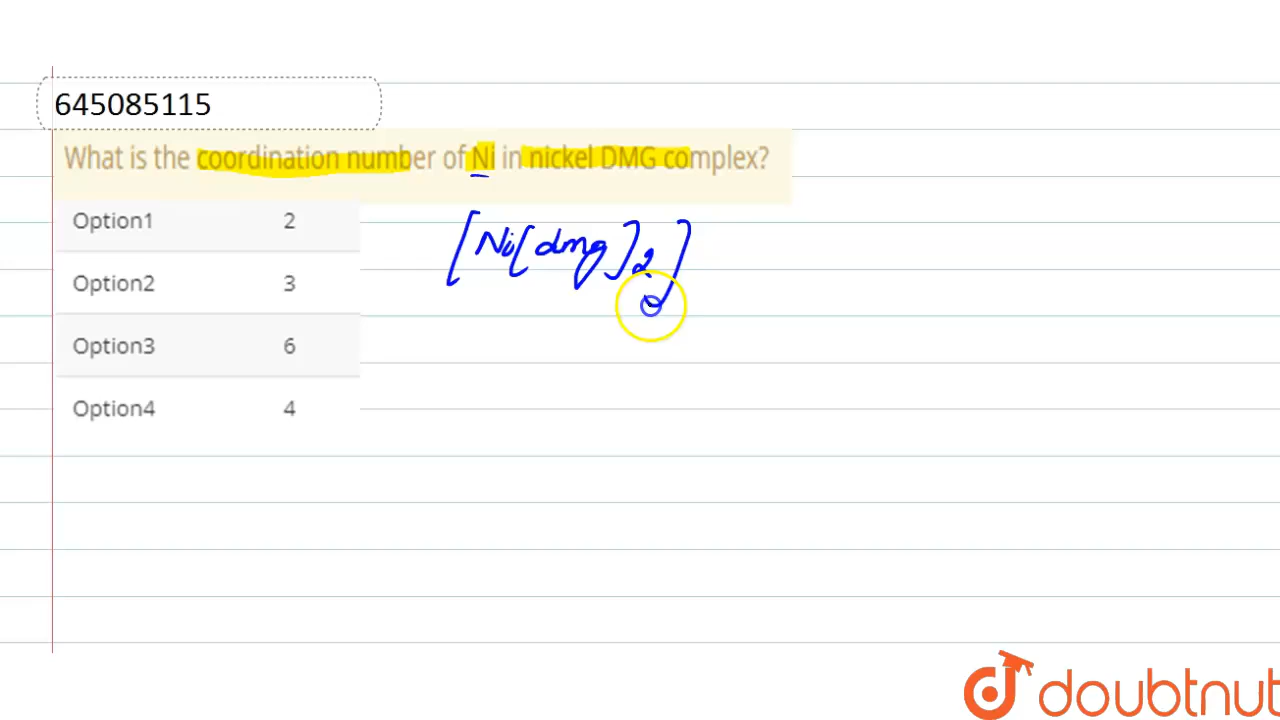 645085115
What is the coordination number of Ni in nickel DMG complex?
Option1 2
[Ni[dmg]2]
Option2 3
Option3 6
Option4 4
doubtnut